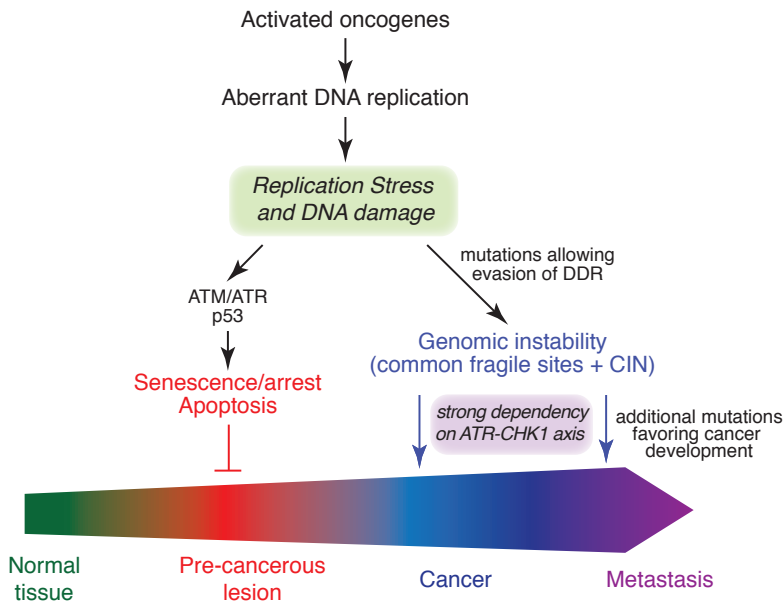 Activated oncogenes
Aberrant DNA replication
Replication Stress
and DNA damage
mutations allowing
evasion of DDR
ATM/ATR
p53
Genomic instability
(common fragile sites + CIN)
Senescence/arrest
Apoptosis
strong dependency
on ATR-CHK1 axis
additional mutations
favoring cancer
development
Normal
tissue
Pre-cancerous
lesion
Cancer
Metastasis